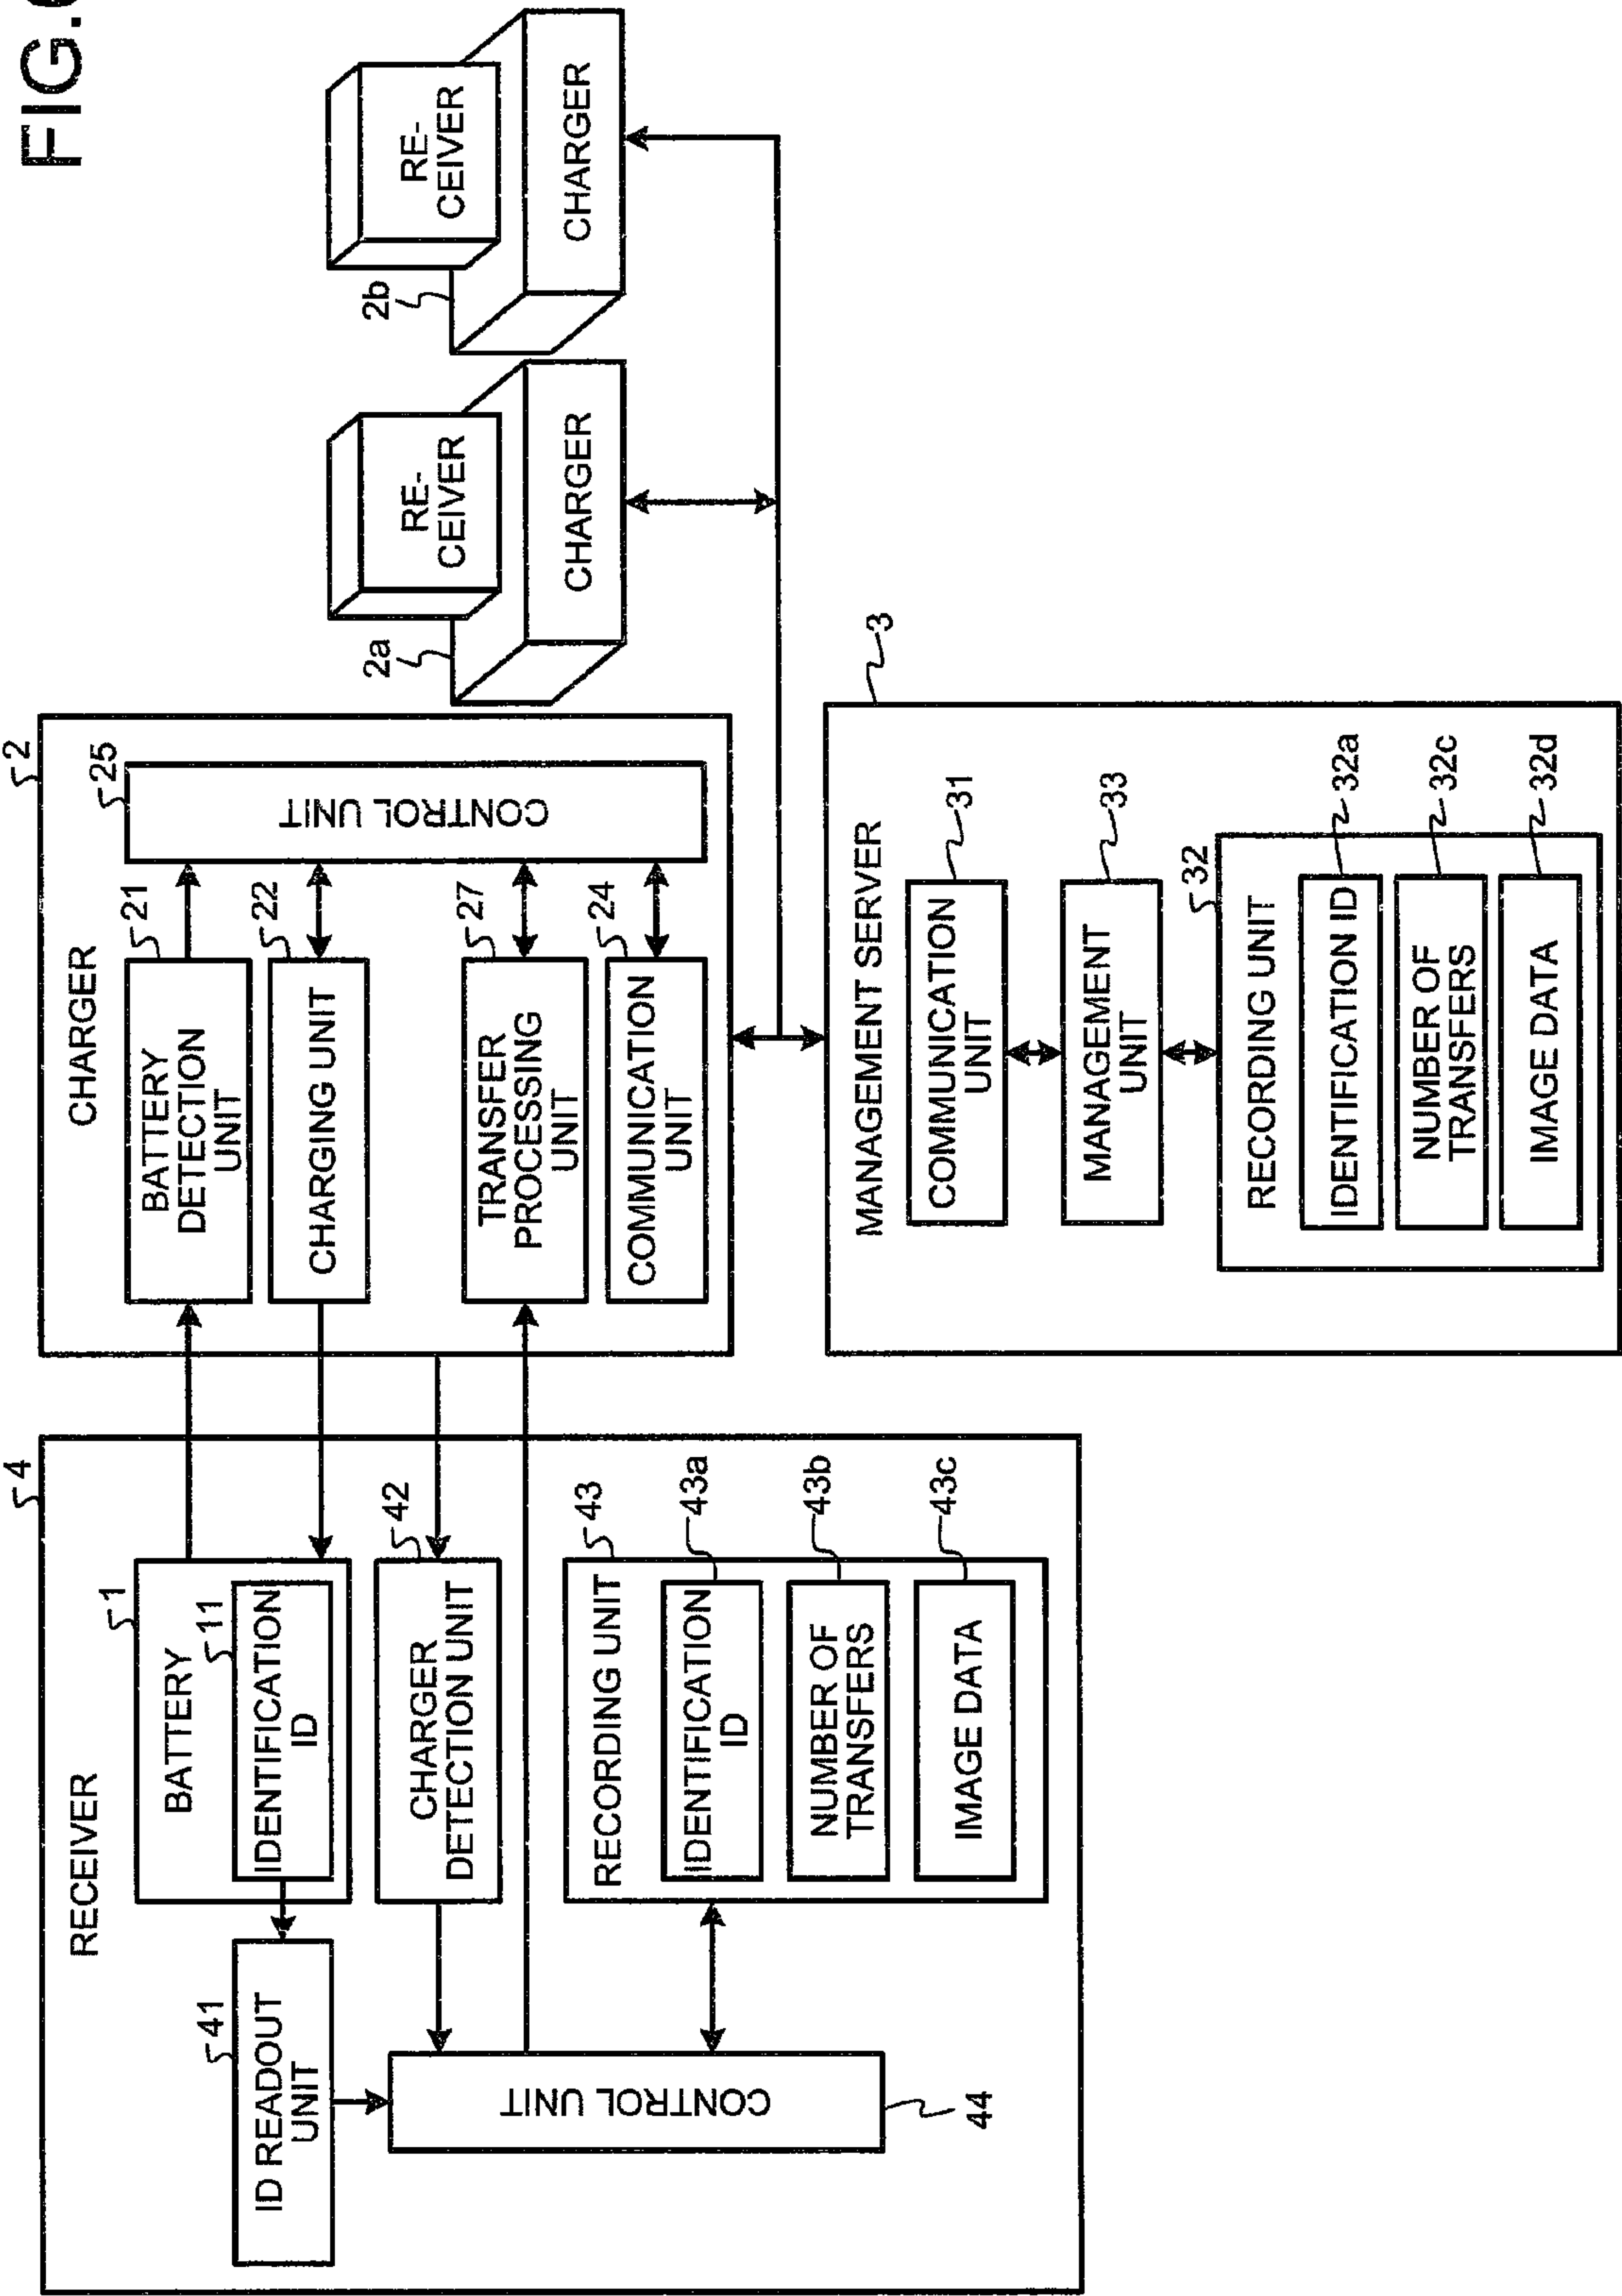 FIG.
4
RECEIVER
1
BATTERY
11
IDENTIFICATION
ID
41
ID READOUT
UNIT
42
CHARGER
DETECTION UNIT
CONTROL UNIT
44
43
RECORDING UNIT
43a
IDENTIFICATION
ID
43b
NUMBER OF
TRANSFERS
43c
IMAGE DATA
2
CHARGER
25
CONTROL UNIT
21
BATTERY
DETECTION
UNIT
22
CHARGING UNIT
27
TRANSFER
PROCESSING
UNIT
24
COMMUNICATION
UNIT
2a
RE-
CEIVER
CHARGER
2b
RE-
CEIVER
CHARGER
3
MANAGEMENT SERVER
31
COMMUNICATION
UNIT
33
MANAGEMENT
UNIT
32
RECORDING UNIT
32a
IDENTIFICATION ID
32c
NUMBER OF
TRANSFERS
32d
IMAGE DATA